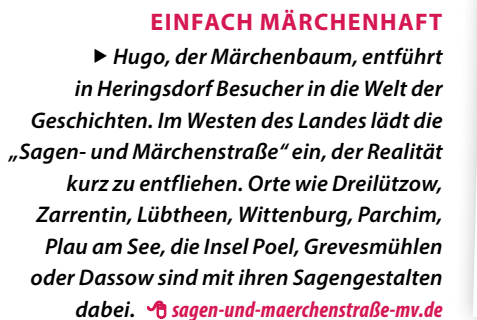 EINFACH MÄRCHENHAFT
▶ Hugo, der Märchenbaum, entführt
in Heringsdorf Besucher in die Welt der
Geschichten. Im Westen des Landes lädt die
„Sagen- und Märchenstraße“ ein, der Realität
kurz zu entfliehen. Orte wie Dreilützow,
Zarrentin, Lübtheen, Wittenburg, Parchim,
Plau am See, die Insel Poel, Grevesmühlen
oder Dassow sind mit ihren Sagengestalten
dabei. sagen-und-maerchenstraße-mv.de